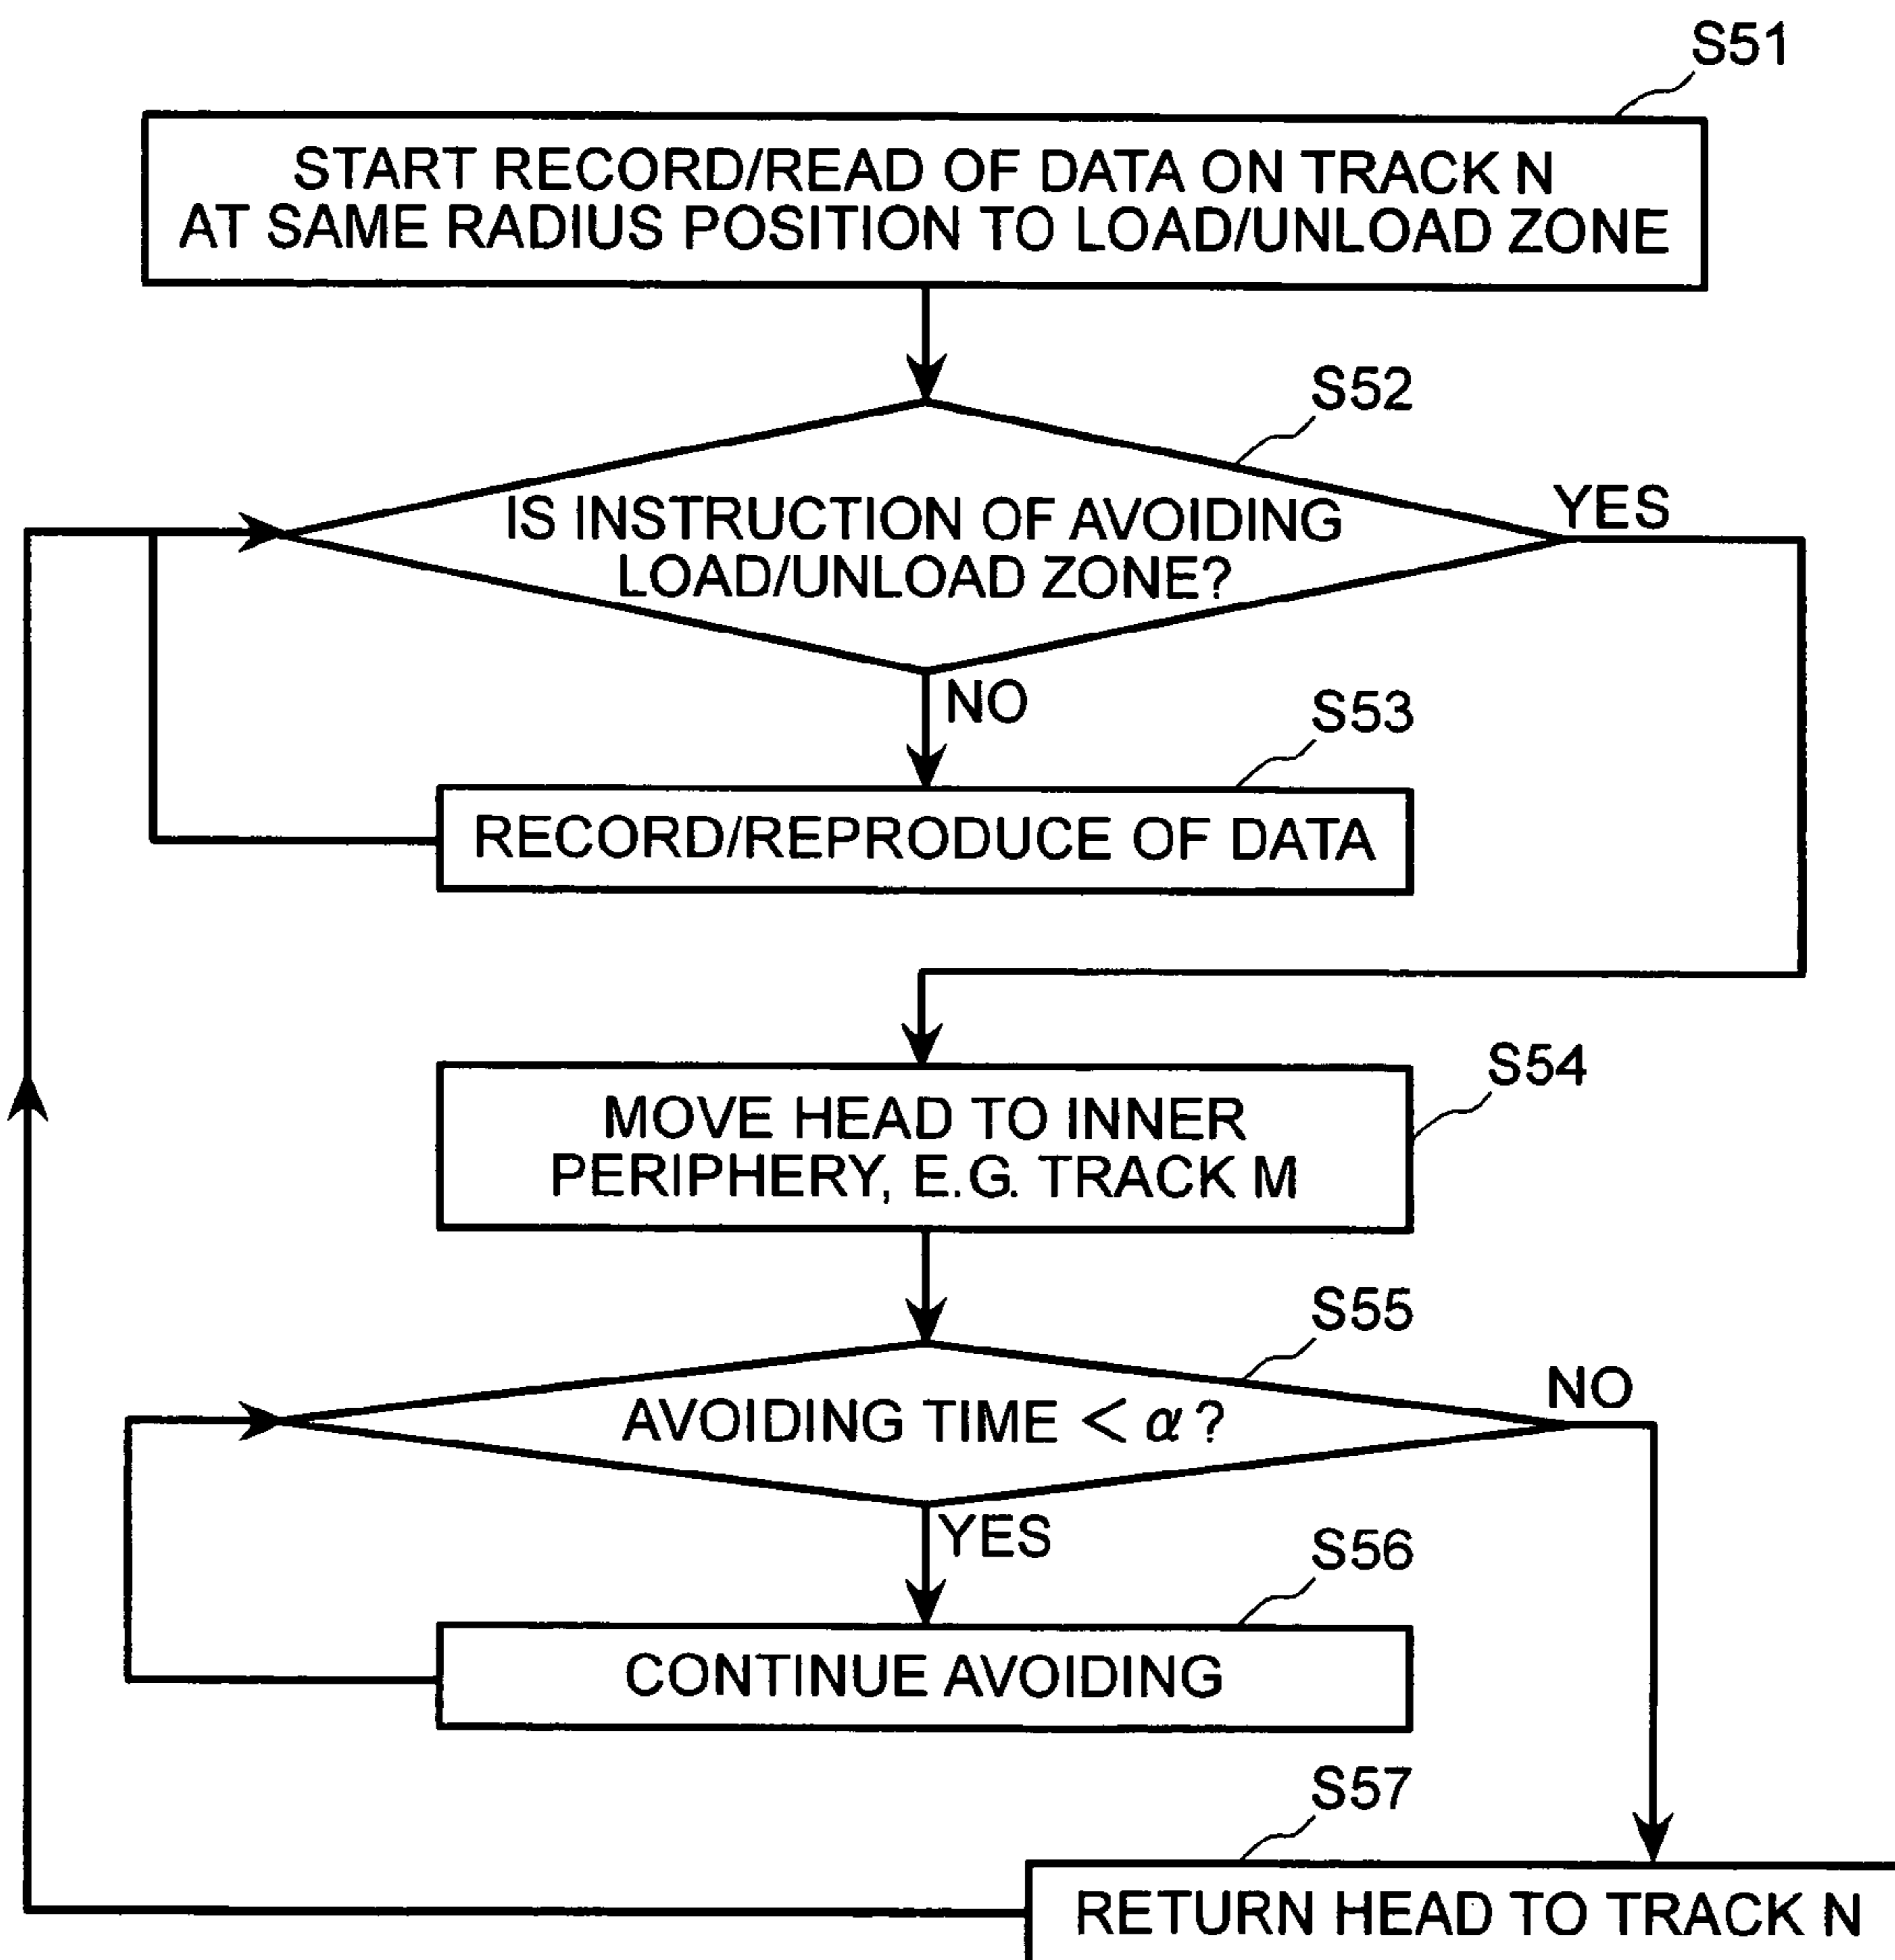 S51
START RECORD/READ OF DATA ON TRACK N
AT SAME RADIUS POSITION TO LOAD/UNLOAD ZONE
S52
IS INSTRUCTION OF AVOIDING
LOAD/UNLOAD ZONE?
YES
NO
S53
RECORD/REPRODUCE OF DATA
S54
MOVE HEAD TO INNER
PERIPHERY, E.G. TRACK M
S55
AVOIDING TIME < α ?
NO
YES
S56
CONTINUE AVOIDING
S57
RETURN HEAD TO TRACK N